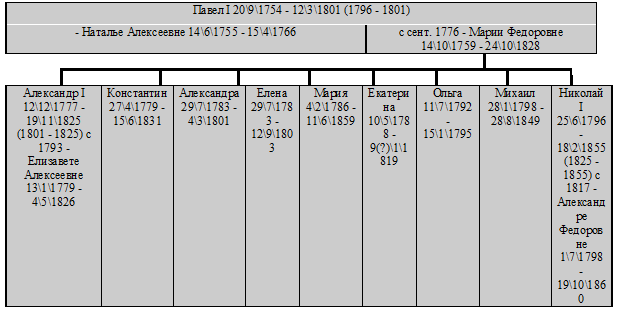 Павел I 20\9\1754 - 12\3\1801 (1796 - 1801)
- Наталье Алексеевне 14\6\1755 - 15\4\1766
с сент. 1776 - Марии Федоровне
14\10\1759 - 24\10\1828
Александр I
12\12\1777 -
19\11\1825
(1801 - 1825) с
1793 -
Елизавете
Алексеевне
13\1\1779 -
4\5\1826
Константин
27\4\1779 -
15\6\1831
Александра
29\7\1783 -
4\3\1801
Елена
29\7\17\83
- 
12\9\180
3
Мария
4\2\1786 -
11\6\1859
Екатери
на
10\5\178
8 -
9(?)\1\1
819
Ольга
11\7\1792
-
15\1\1795
Михаил
28\1\1798 -
28\8\1849
Николай
I
25\6\1796
-
18\2\1855
(1825 -
1855) с
1817 -
Александ
ре
Федоров
не
1\7\1798
-
19\10\186
0